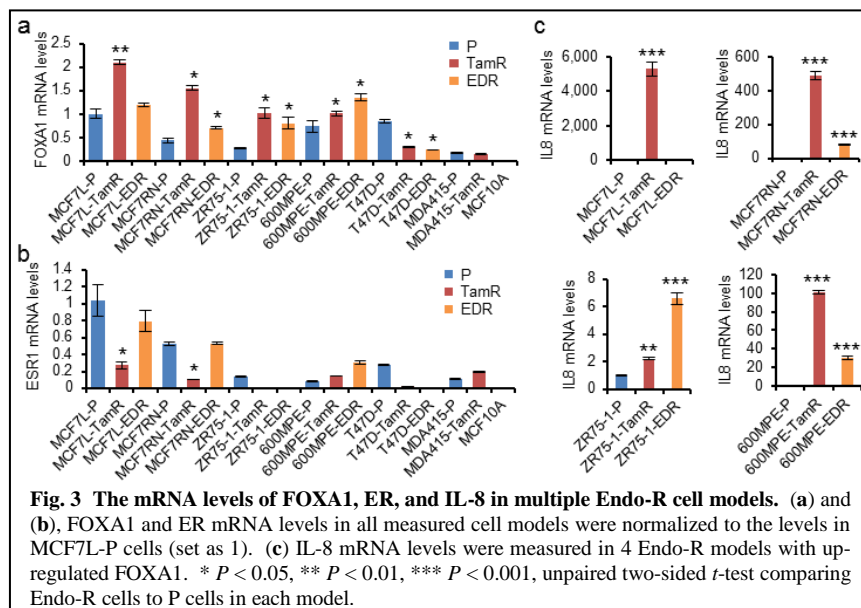 a
FOXA1 mRNA levels
2.5
2
1.5
1
0.5
0
** * * * * * * * *
P
TamR
EDR
MCF7L-P
MCF7L-TamR
MCF7L-EDR
MCF7RN-P
MCF7RN-TamR
MCF7RN-EDR
ZR75-1-P
ZR75-1-TamR
ZR75-1-EDR
600MPE-P
600MPE-TamR
600MPE-EDR
T47D-P
T47D-TamR
T47D-EDR
MDA415-P
MDA415-TamR
MCF10A
b
ESR1 mRNA levels
1.4
1.2
1
0.8
0.6
0.4
0.2
0
* *
P
TamR
EDR
MCF7L-P
MCF7L-TamR
MCF7L-EDR
MCF7RN-P
MCF7RN-TamR
MCF7RN-EDR
ZR75-1-P
ZR75-1-TamR
ZR75-1-EDR
600MPE-P
600MPE-TamR
600MPE-EDR
T47D-P
T47D-TamR
T47D-EDR
MDA415-P
MDA415-TamR
MCF10A
c
IL8 mRNA levels
6,000
4,000
2,000
0
***
MCF7L-P
MCF7L-TamR
MCF7L-EDR
IL8 mRNA levels
600
400
200
0
*** ***
MCF7RN-P
MCF7RN-TamR
MCF7RN-EDR
IL8 mRNA levels
8
6
4
2
0
** ***
ZR75-1-P
ZR75-1-TamR
ZR75-1-EDR
IL8 mRNA levels
120
100
80
60
40
20
0
*** ***
600MPE-P
600MPE-TamR
600MPE-EDR
Fig. 3 The mRNA levels of FOXA1, ER, and IL-8 in multiple Endo-R cell models. (a) and
(b), FOXA1 and ER mRNA levels in all measured cell models were normalized to the levels in
MCF7L-P cells (set as 1). (c) IL-8 mRNA levels were measured in 4 Endo-R models with up-
regulated FOXA1. * P < 0.05, ** P < 0.01, *** P < 0.001, unpaired two-sided t-test comparing
Endo-R cells to P cells in each model.